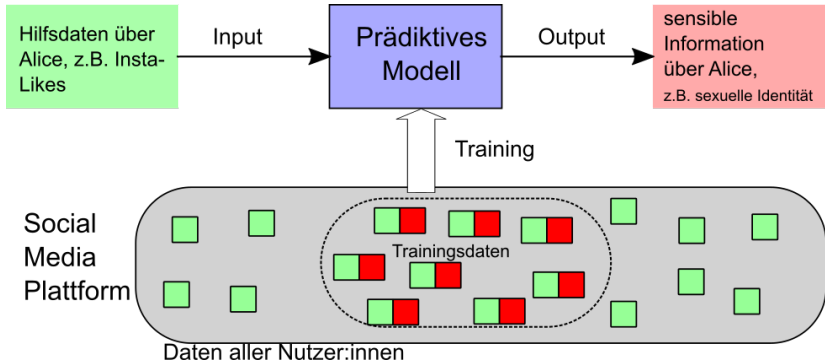 Hilfsdaten über
Alice, z.B. Insta-
Likes
Input
Prädiktives
Modell
Output
sensible
Information
über Alice,
z.B. sexuelle Identität
Training
Social
Media
Plattform
Trainingsdaten
Daten aller Nutzer:innen